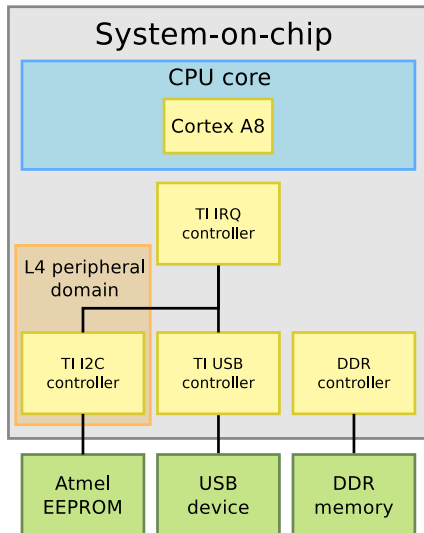 System-on-chip
CPU core
Cortex A8
TI IRQ
controller
L4 peripheral
domain
TI I2C
controller
TI USB
controller
DDR
controller
Atmel
EEPROM
USB
device
DDR
memory